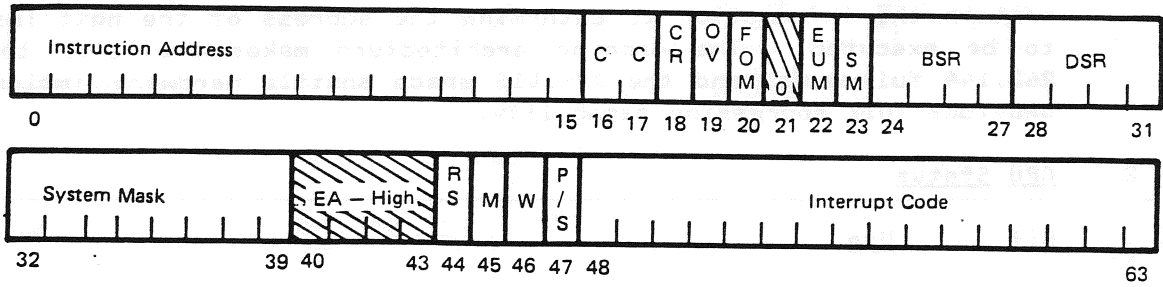 Instruction Address C C CR OV FOM 0 EUM SM BSR DSR
0 15 16 17 18 19 20 21 22 23 24 27 28 31
System Mask EA – High RS M W P/S Interrupt Code
32 39 40 43 44 45 46 47 48 63